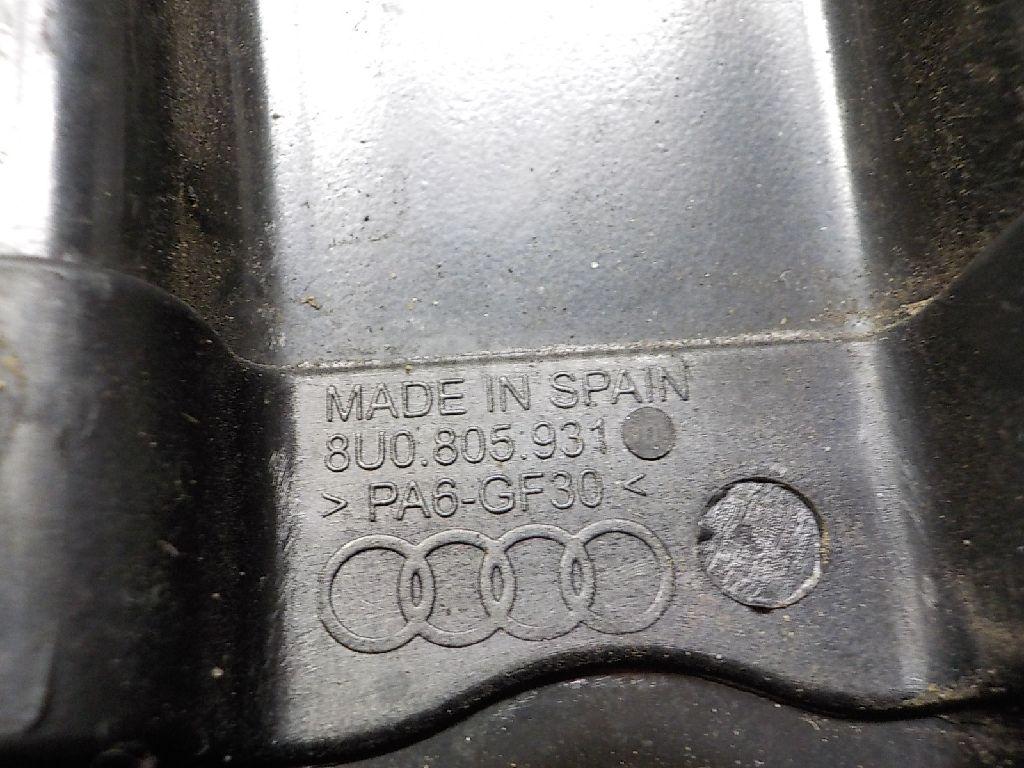 MADE IN SPAIN
8U0.805.931
> PA6-GF30 <